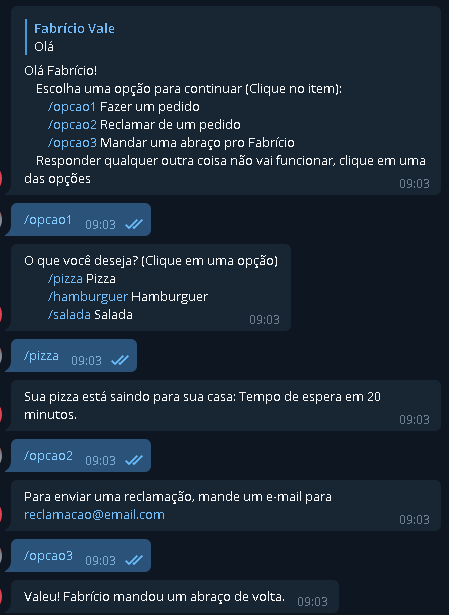 Fabrício Vale
Olá
Olá Fabrício!
Escolha uma opção para continuar (Clique no item):
/opcao1 Fazer um pedido
/opcao2 Reclamar de um pedido
/opcao3 Mandar uma abraço pro Fabrício
Responder qualquer outra coisa não vai funcionar, clique em uma
das opções
09:03
/opcao1 09:03
O que você deseja? (Clique em uma opção)
/pizza Pizza
/hamburguer Hamburguer
/salada Salada
09:03
/pizza 09:03
Sua pizza está saindo para sua casa: Tempo de espera em 20
minutos.
09:03
/opcao2 09:03
Para enviar uma reclamação, mande um e-mail para
reclamacao@email.com
09:03
/opcao3 09:03
Valeu! Fabrício mandou um abraço de volta. 09:03